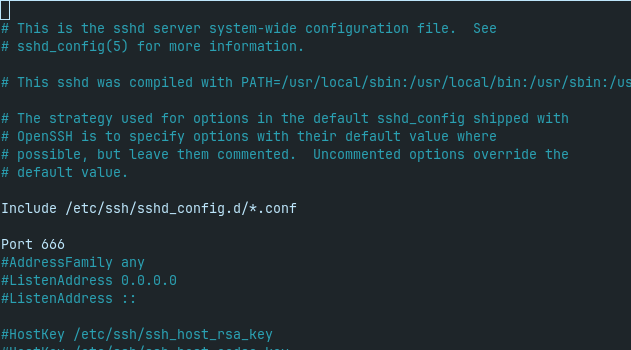 # This is the sshd server system-wide configuration file.  See
# sshd_config(5) for more information.
# This sshd was compiled with PATH=/usr/local/sbin:/usr/local/bin:/usr/sbin:/us
# The strategy used for options in the default sshd_config shipped with
# OpenSSH is to specify options with their default value where
# possible, but leave them commented.  Uncommented options override the
# default value.
Include /etc/ssh/sshd_config.d/*.conf
Port 666
#AddressFamily any
#ListenAddress 0.0.0.0
#ListenAddress ::
#HostKey /etc/ssh/ssh_host_rsa_key